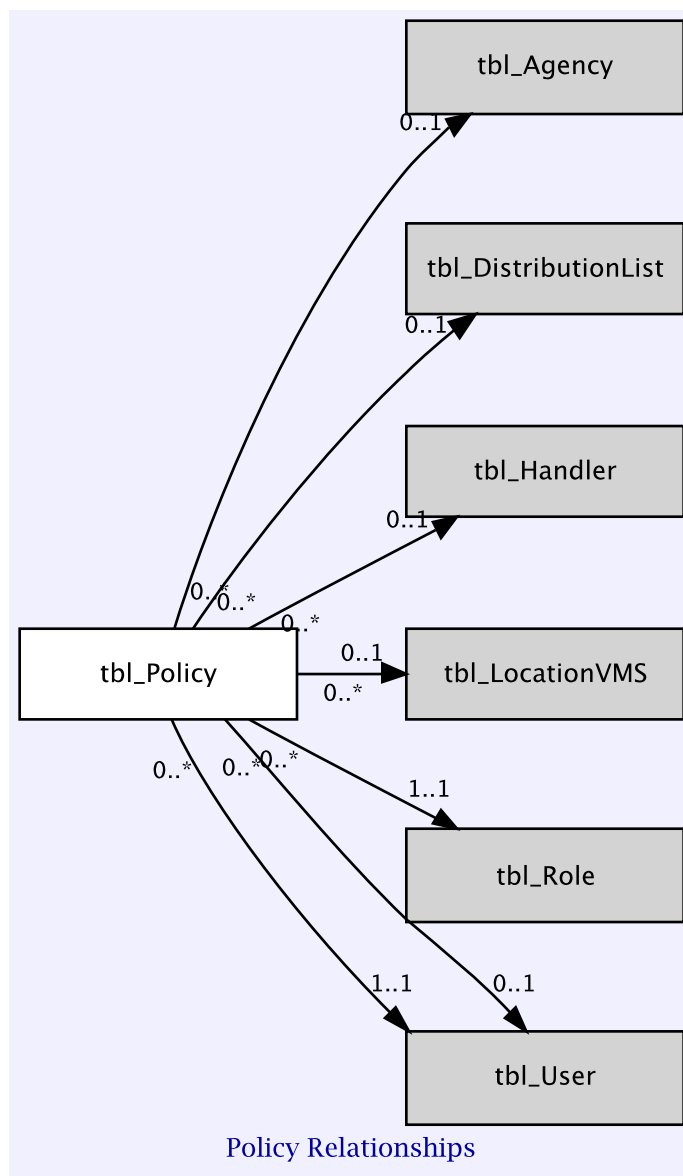 tbl_Agency
0..1
tbl_DistributionList
0..1
tbl_Handler
0..1
0..*
0..*
0..*
tbl_Policy
0..1
0..*
tbl_LocationVMS
0..*
0..*
0..*
1..1
tbl_Role
1..1
0..1
tbl_User
Policy Relationships